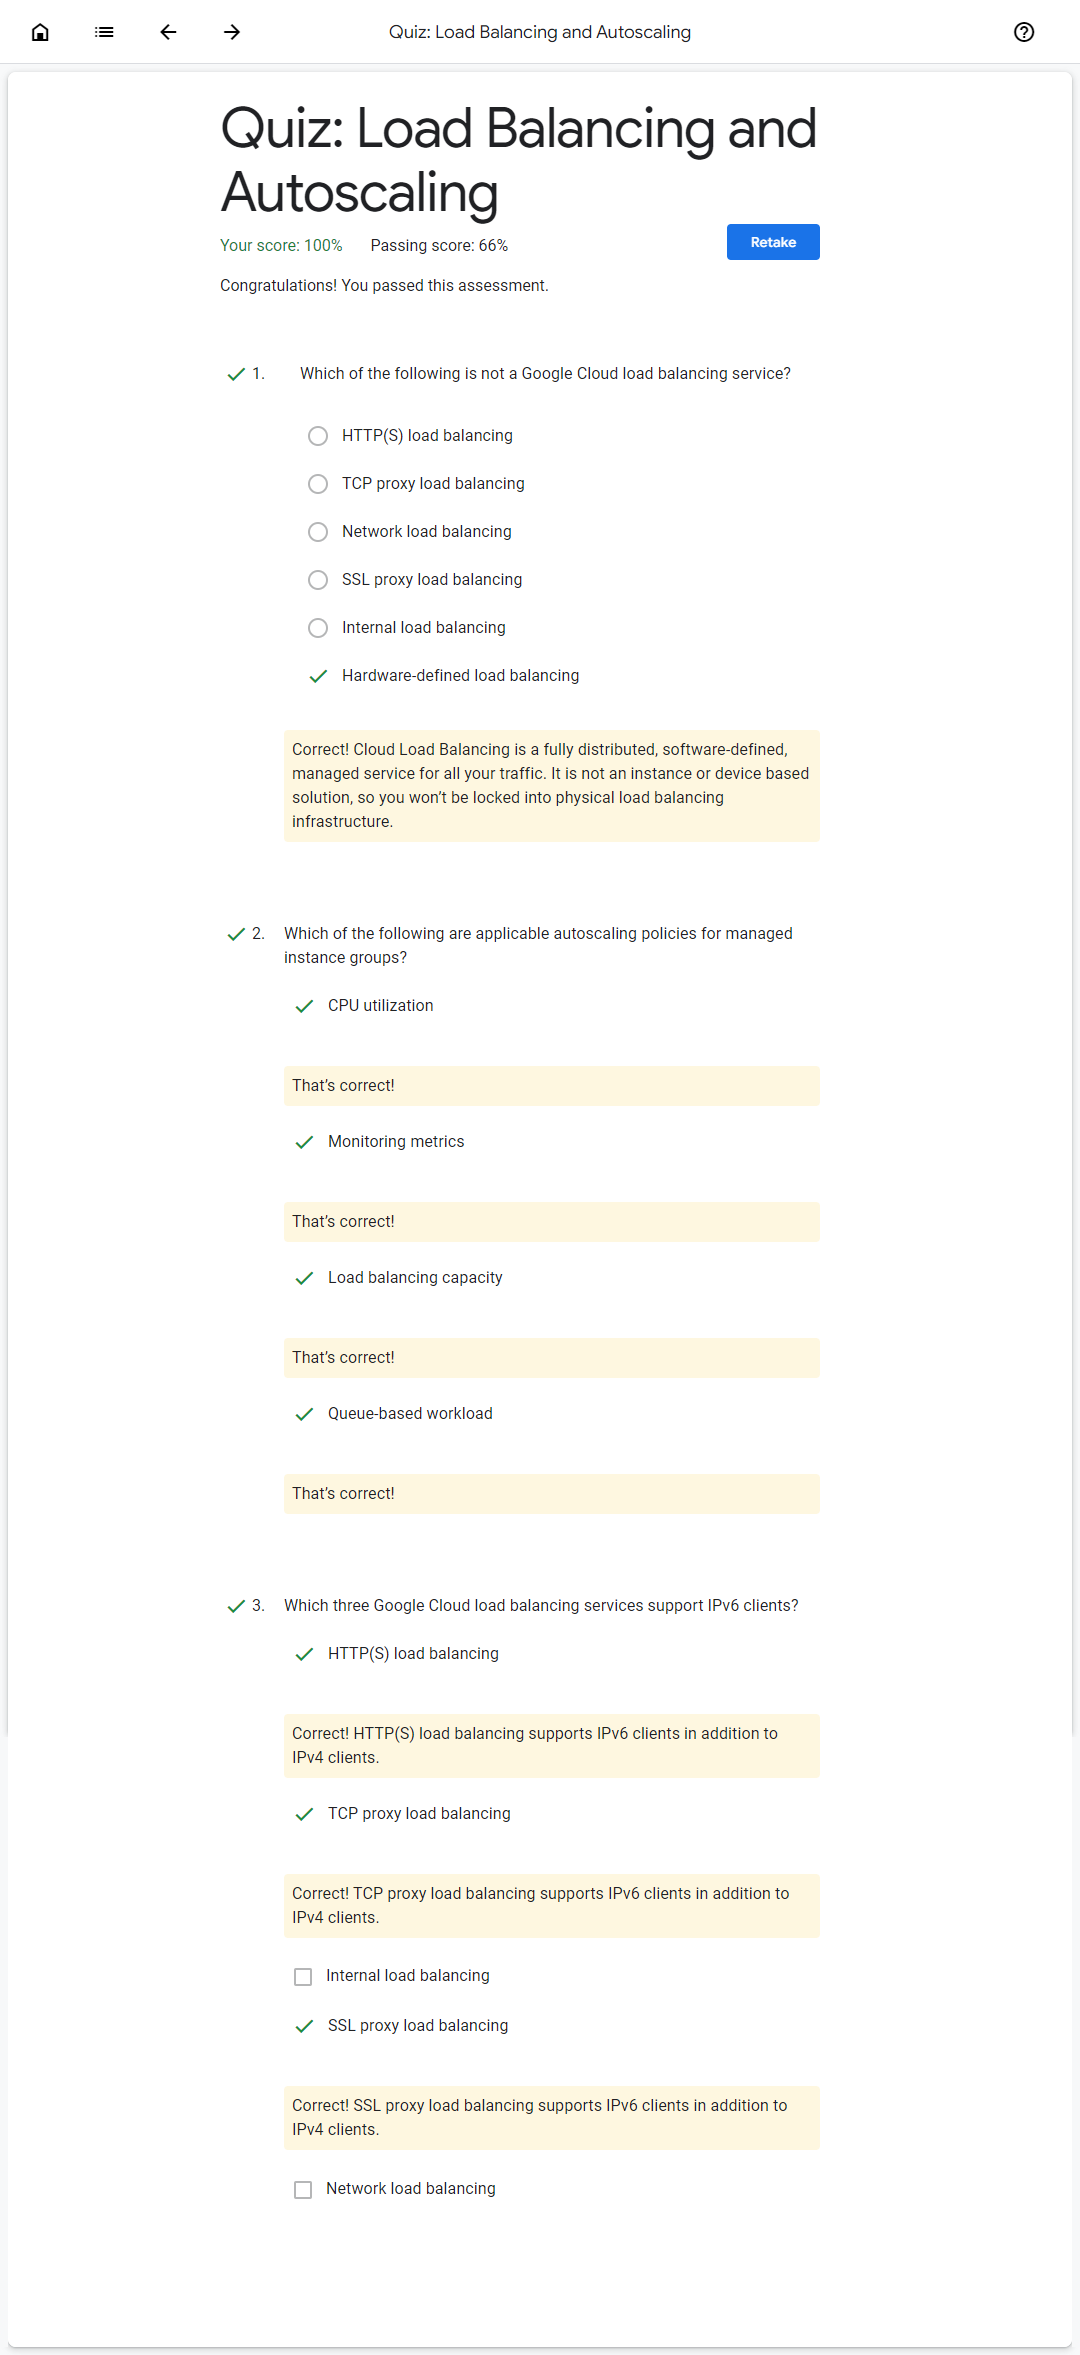 Quiz: Load Balancing and Autoscaling
Quiz: Load Balancing and
Autoscaling
Your score: 100% Passing score: 66%
Retake
Congratulations! You passed this assessment.
1. Which of the following is not a Google Cloud load balancing service?
HTTP(S) load balancing
TCP proxy load balancing
Network load balancing
SSL proxy load balancing
Internal load balancing
Hardware-defined load balancing
Correct! Cloud Load Balancing is a fully distributed, software-defined,
managed service for all your traffic. It is not an instance or device based
solution, so you won’t be locked into physical load balancing
infrastructure.
2. Which of the following are applicable autoscaling policies for managed
instance groups?
CPU utilization
That’s correct!
Monitoring metrics
That’s correct!
Load balancing capacity
That’s correct!
Queue-based workload
That’s correct!
3. Which three Google Cloud load balancing services support IPv6 clients?
HTTP(S) load balancing
Correct! HTTP(S) load balancing supports IPv6 clients in addition to
IPv4 clients.
TCP proxy load balancing
Correct! TCP proxy load balancing supports IPv6 clients in addition to
IPv4 clients.
Internal load balancing
SSL proxy load balancing
Correct! SSL proxy load balancing supports IPv6 clients in addition to
IPv4 clients.
Network load balancing